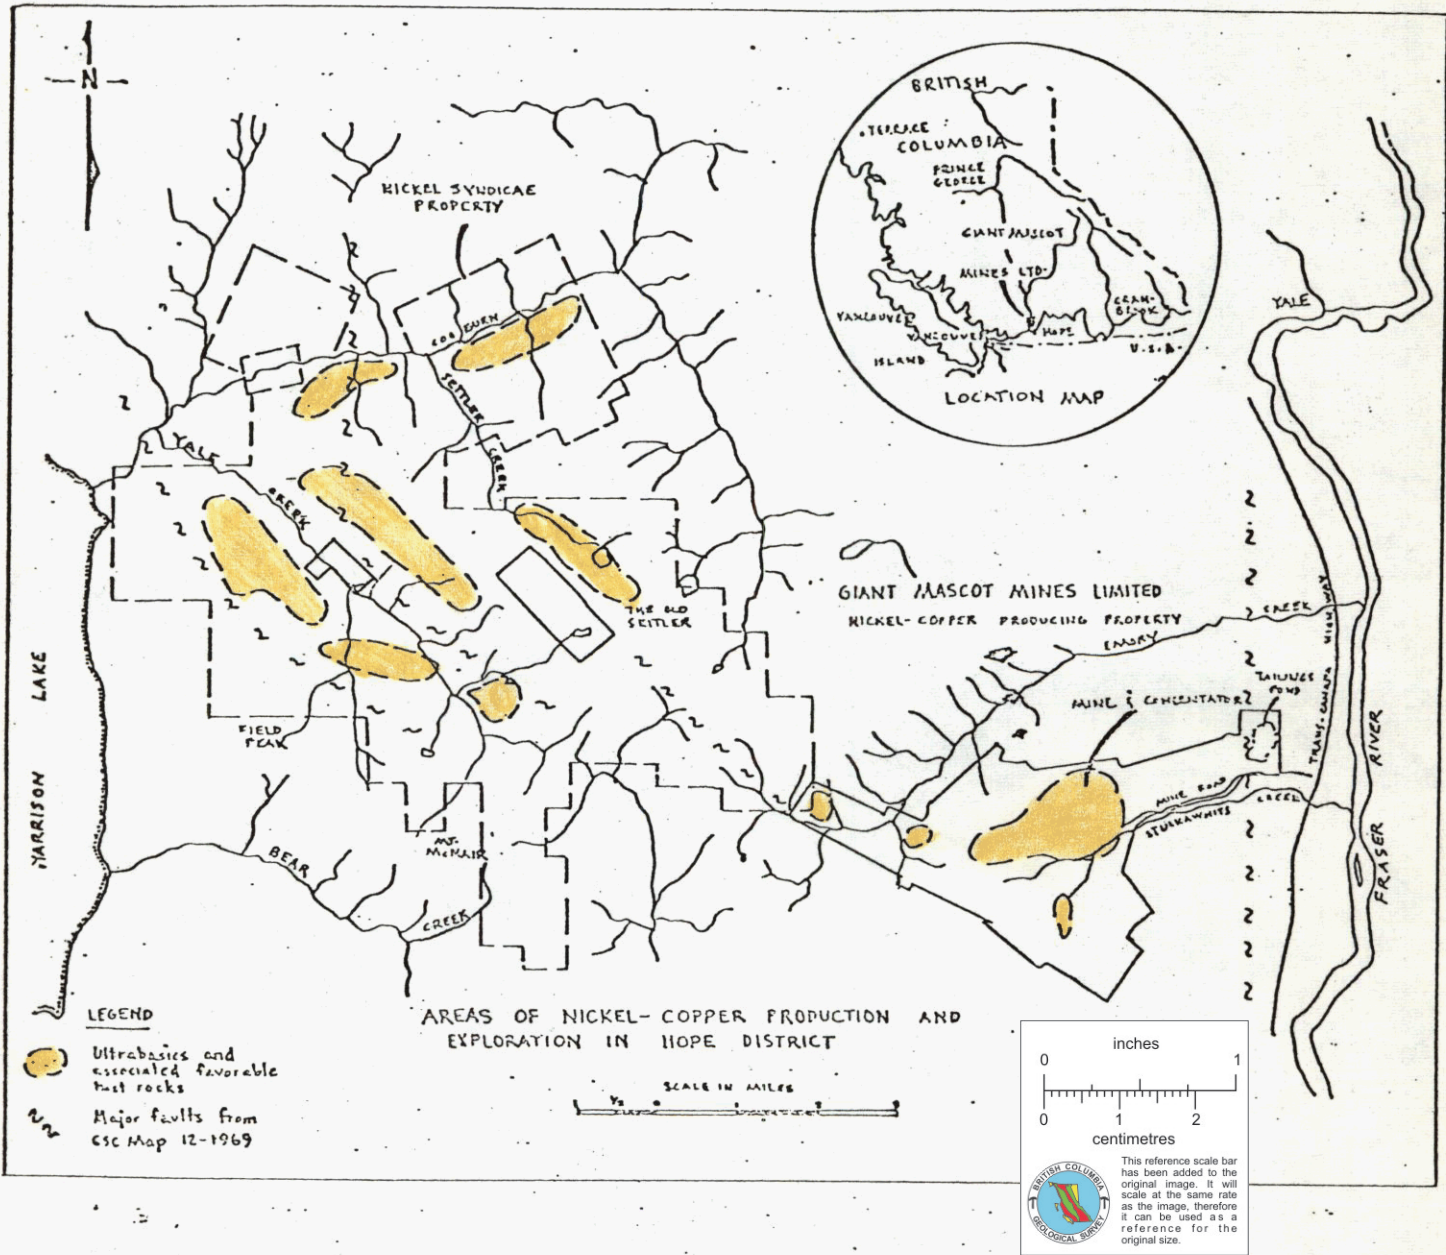 N
NICKEL SYNDICAE
PROPERTY
BRITISH
TERRACE
COLUMBIA
PRINCE
GEORGE
GIANT MASCOT
MINES LTD.
CRAN-
BROOK
VANCOUVER
VANCOUVER
HOPE
ISLAND
U.S.A.
LOCATION MAP
YALE
COGBURN
SETTLER
CREEK
YALE
CREEK
THE OLD
SETTLER
GIANT MASCOT MINES LIMITED
NICKEL-COPPER PRODUCING PROPERTY
EMORY
CREEK
MINE & CONCENTRATOR
TAILINGS
POND
TRANS-CANADA HIGHWAY
FRASER RIVER
MINE ROAD
STULKAWHITS
CREEK
HARRISON LAKE
FIELD
PEAK
MT.
McNAIR
BEAR
CREEK
AREAS OF NICKEL-COPPER PRODUCTION AND
EXPLORATION IN HOPE DISTRICT
SCALE IN MILES
1/2
LEGEND
Ultrabasics and
associated favorable
host rocks
Major faults from
GSC Map 12-1969
inches
0 1
0 1 2
centimetres
This reference scale bar
has been added to the
original image. It will
scale at the same rate
as the image, therefore
it can be used as a
reference for the
original size.
BRITISH COLUMBIA
GEOLOGICAL SURVEY